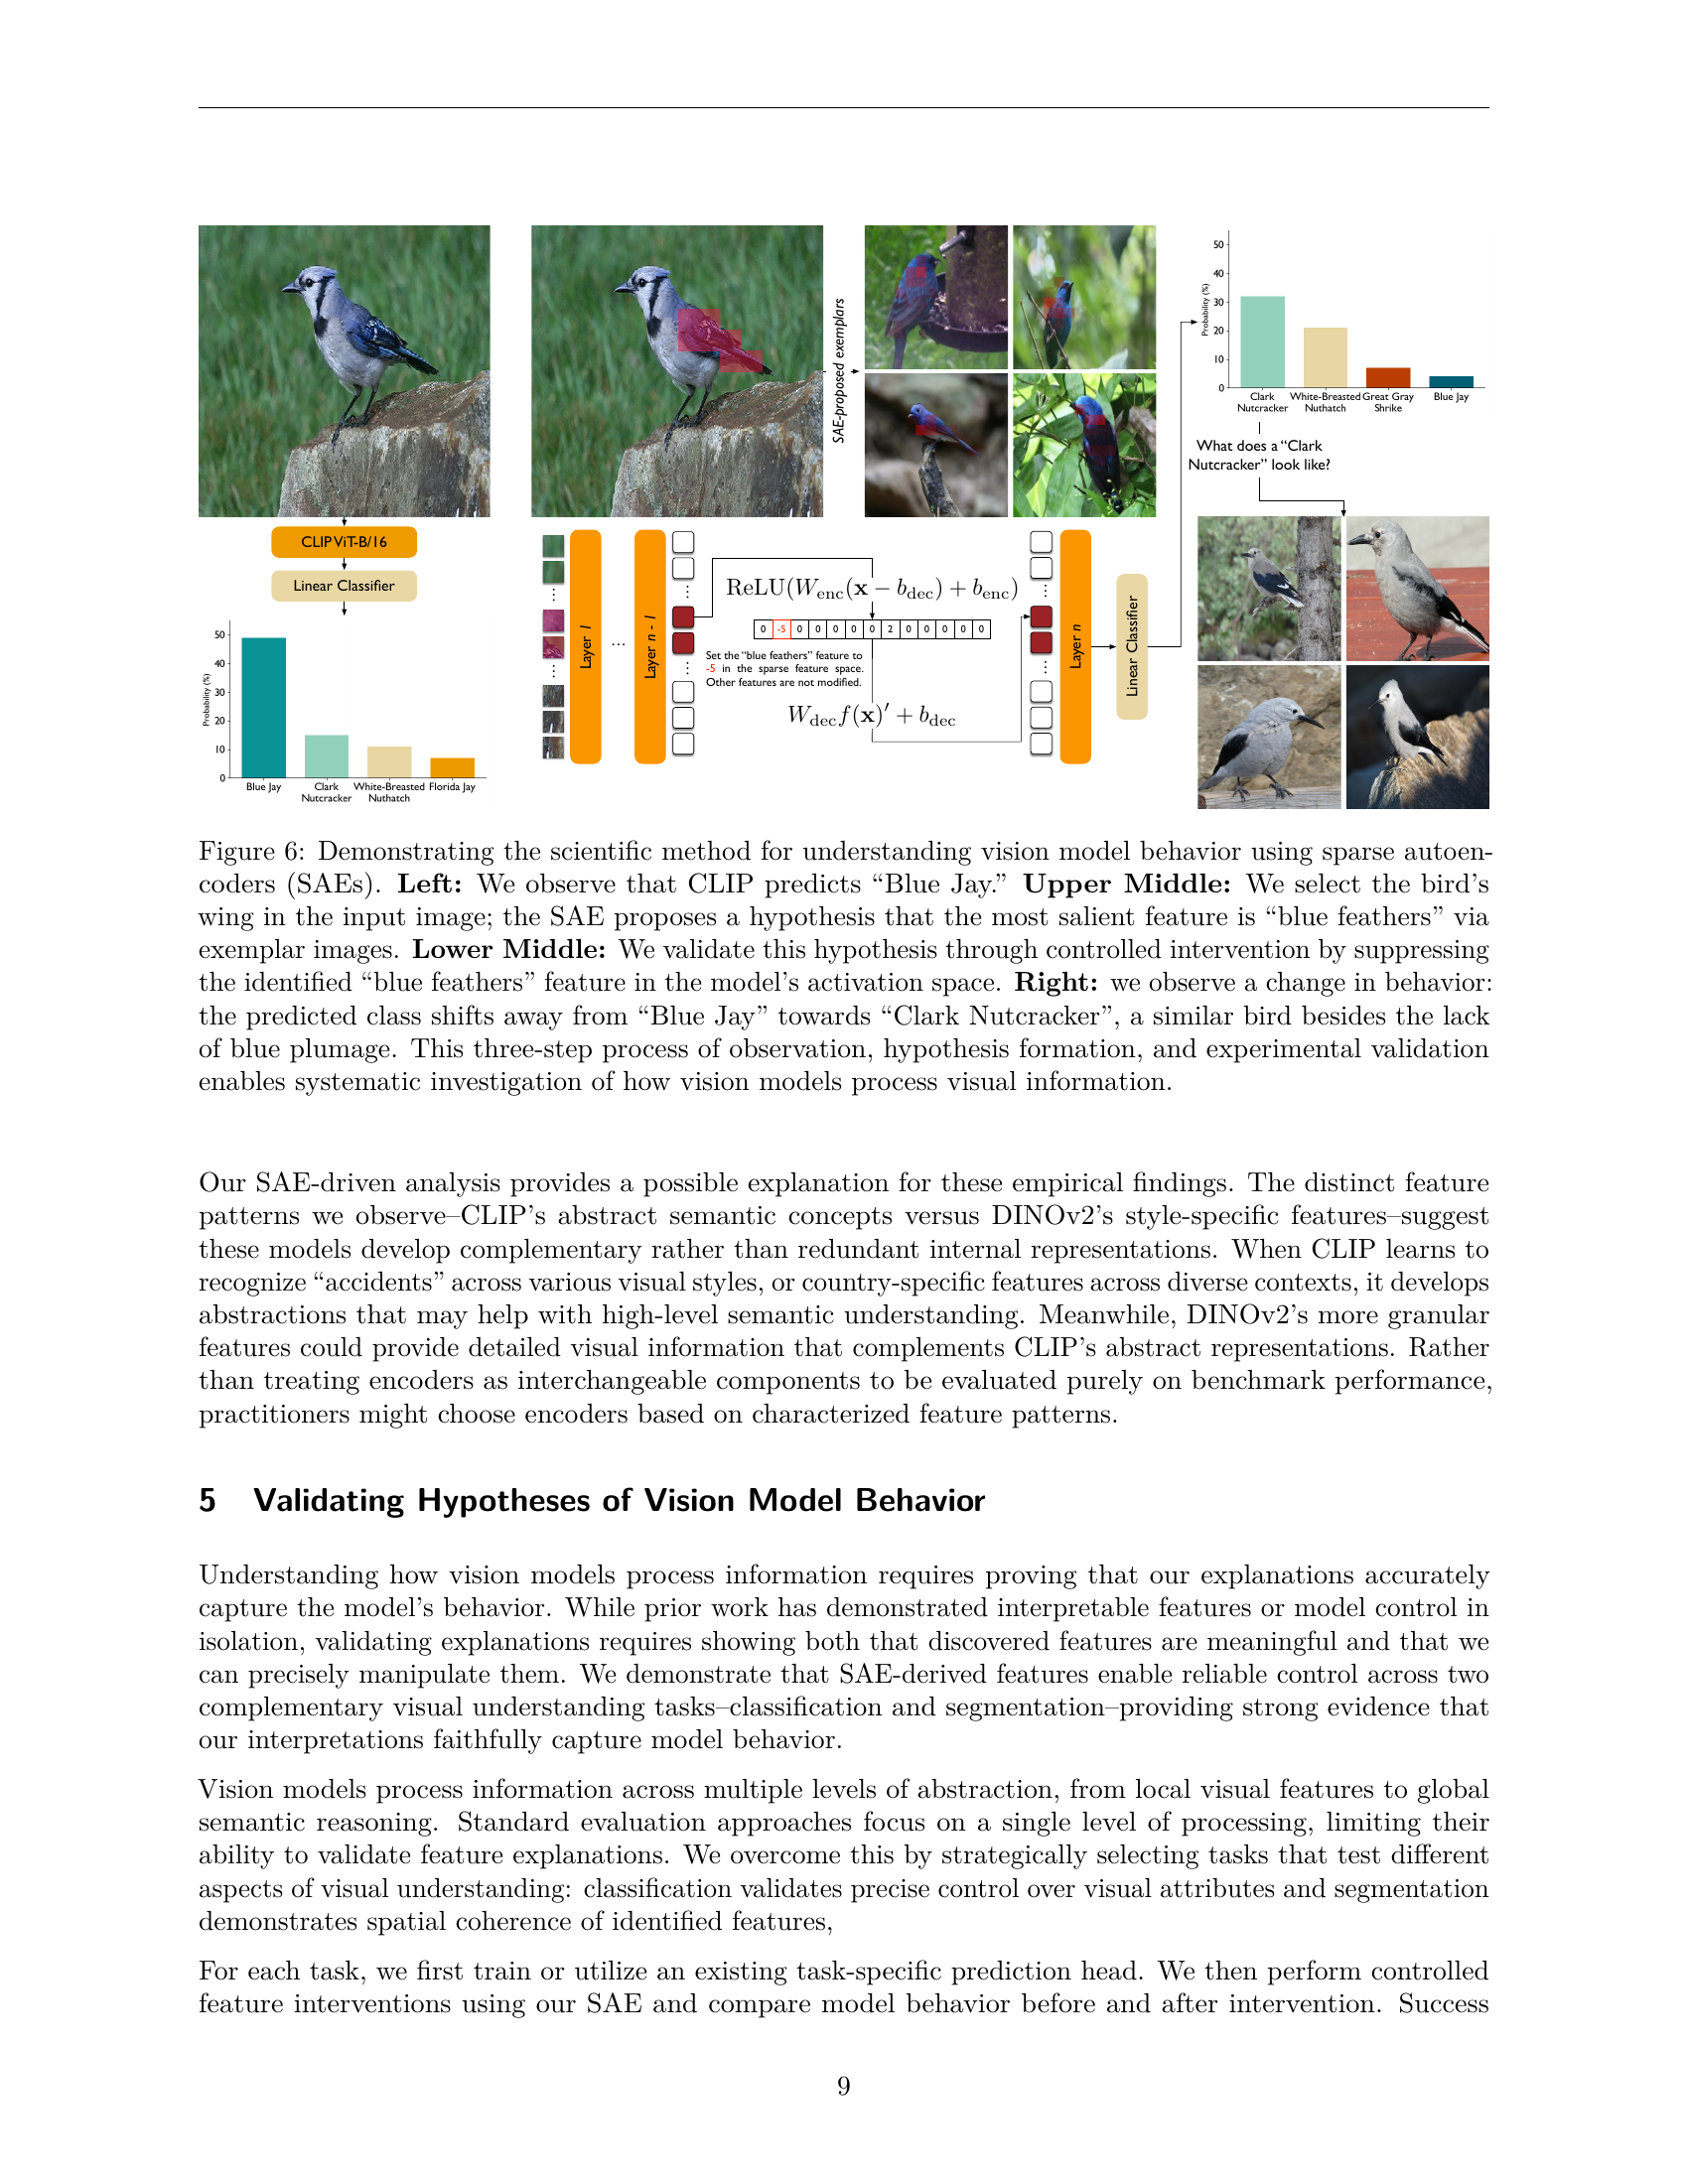 SAE-proposed exemplars
CLIP ViT-B/16
Linear Classifier
Probability (%)
50
40
30
20
10
0
Blue Jay
Clark
Nutcracker
White-Breasted
Nuthatch
Florida Jay
Layer 1
...
Layer n - 1
ReLU(W_enc(x − b_dec) + b_enc)
0 -5 0 0 0 0 0 2 0 0 0 0 0
Set the “blue feathers” feature to
-5 in the sparse feature space.
Other features are not modified.
W_dec f(x)′ + b_dec
Layer n
Linear Classifier
Probability (%)
50
40
30
20
10
0
Clark
Nutcracker
White-Breasted
Nuthatch
Great Gray
Shrike
Blue Jay
What does a “Clark
Nutcracker” look like?
Figure 6: Demonstrating the scientific method for understanding vision model behavior using sparse autoen-
coders (SAEs). Left: We observe that CLIP predicts “Blue Jay.” Upper Middle: We select the bird’s
wing in the input image; the SAE proposes a hypothesis that the most salient feature is “blue feathers” via
exemplar images. Lower Middle: We validate this hypothesis through controlled intervention by suppressing
the identified “blue feathers” feature in the model’s activation space. Right: we observe a change in behavior:
the predicted class shifts away from “Blue Jay” towards “Clark Nutcracker”, a similar bird besides the lack
of blue plumage. This three-step process of observation, hypothesis formation, and experimental validation
enables systematic investigation of how vision models process visual information.
Our SAE-driven analysis provides a possible explanation for these empirical findings. The distinct feature
patterns we observe–CLIP’s abstract semantic concepts versus DINOv2’s style-specific features–suggest
these models develop complementary rather than redundant internal representations. When CLIP learns to
recognize “accidents” across various visual styles, or country-specific features across diverse contexts, it develops
abstractions that may help with high-level semantic understanding. Meanwhile, DINOv2’s more granular
features could provide detailed visual information that complements CLIP’s abstract representations. Rather
than treating encoders as interchangeable components to be evaluated purely on benchmark performance,
practitioners might choose encoders based on characterized feature patterns.
5 Validating Hypotheses of Vision Model Behavior
Understanding how vision models process information requires proving that our explanations accurately
capture the model’s behavior. While prior work has demonstrated interpretable features or model control in
isolation, validating explanations requires showing both that discovered features are meaningful and that we
can precisely manipulate them. We demonstrate that SAE-derived features enable reliable control across two
complementary visual understanding tasks–classification and segmentation–providing strong evidence that
our interpretations faithfully capture model behavior.
Vision models process information across multiple levels of abstraction, from local visual features to global
semantic reasoning. Standard evaluation approaches focus on a single level of processing, limiting their
ability to validate feature explanations. We overcome this by strategically selecting tasks that test different
aspects of visual understanding: classification validates precise control over visual attributes and segmentation
demonstrates spatial coherence of identified features,
For each task, we first train or utilize an existing task-specific prediction head. We then perform controlled
feature interventions using our SAE and compare model behavior before and after intervention. Success
9